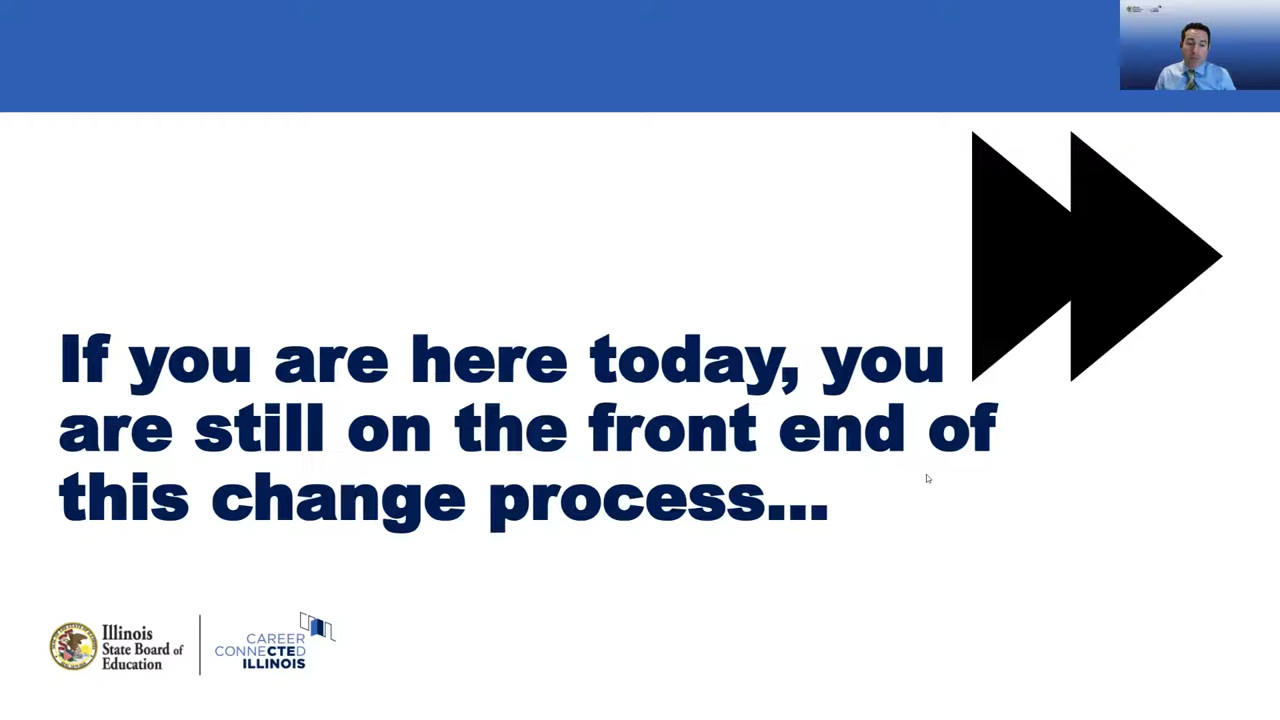 If you are here today, you
are still on the front end of
this change process...
Illinois
State Board of
Education
CAREER
CONNECTED
ILLINOIS